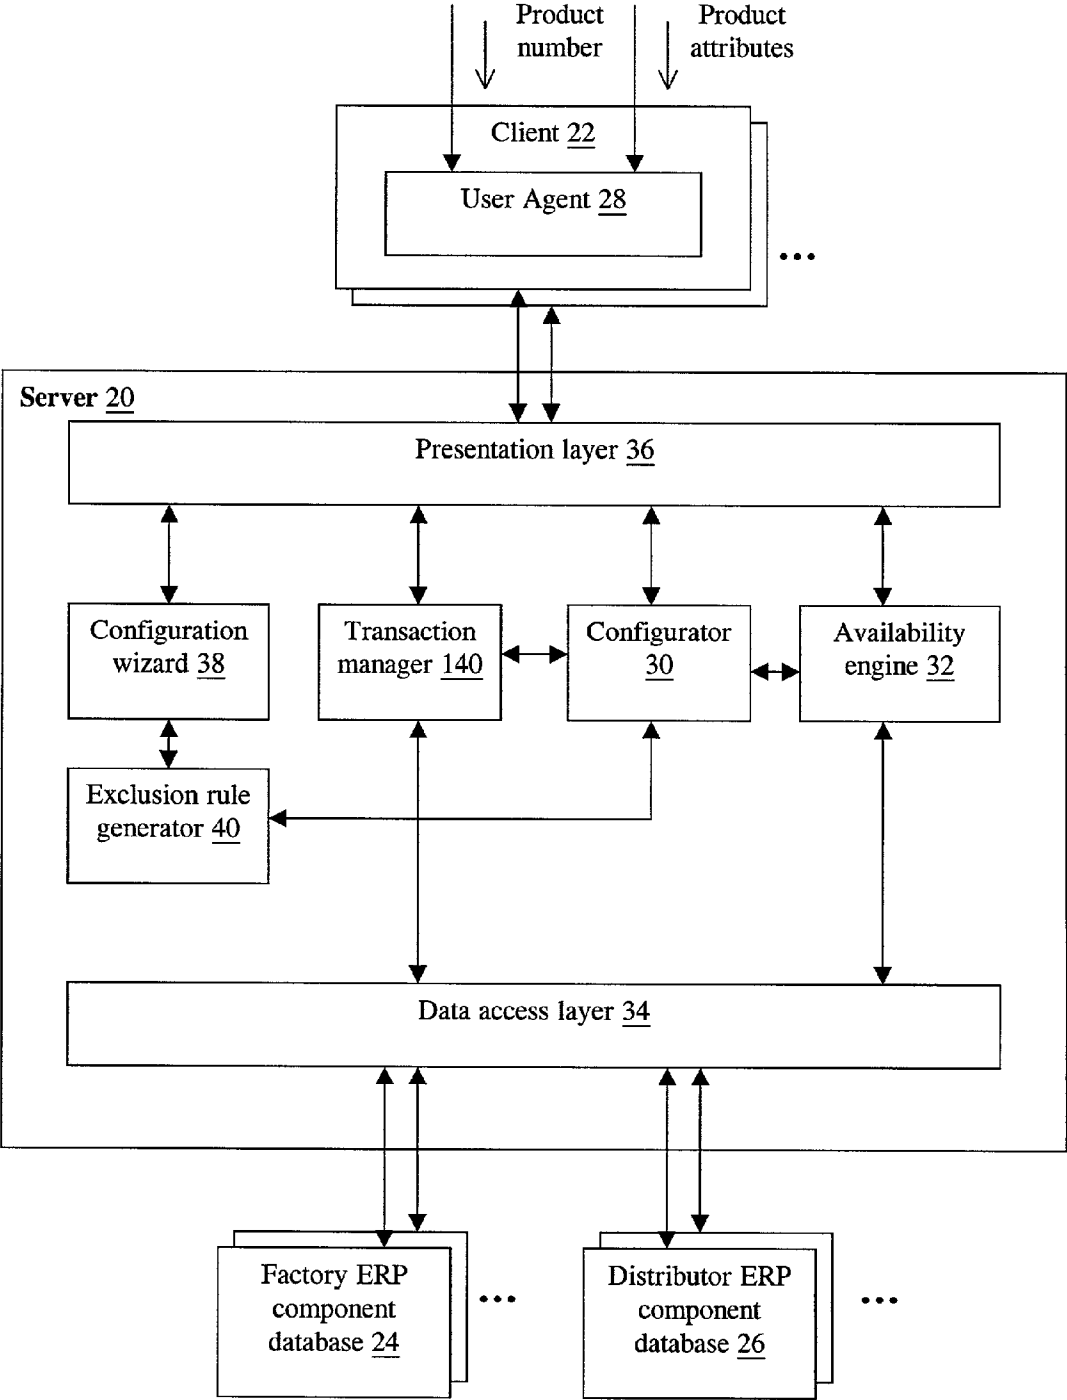 Product
number
Product
attributes
Client 22
User Agent 28
Server 20
Presentation layer 36
Configuration
wizard 38
Transaction
manager 140
Configurator
30
Availability
engine 32
Exclusion rule
generator 40
Data access layer 34
Factory ERP
component
database 24
Distributor ERP
component
database 26